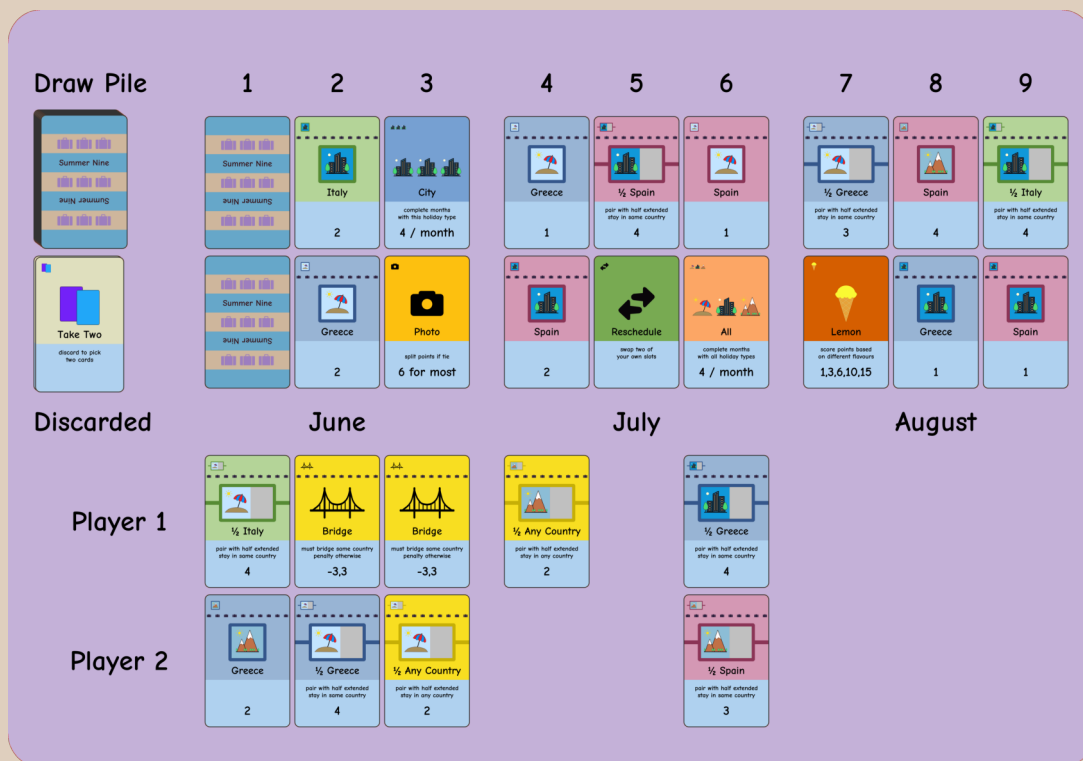 Draw Pile
1 2 3 4 5 6 7 8 9
Summer Nine
Summer Nine
Summer Nine
Summer Nine
Italy
2
City
complete months
with this holiday type
4 / month
Greece
1
½ Spain
pair with half extended
stay in same country
4
Spain
1
½ Greece
pair with half extended
stay in same country
3
Spain
4
½ Italy
pair with half extended
stay in same country
4
Take Two
discard to pick
two cards
Summer Nine
Summer Nine
Greece
2
Photo
split points if tie
6 for most
Spain
2
Reschedule
swap two of
your own slots
All
complete months
with all holiday types
4 / month
Lemon
score points based
on different flavours
1,3,6,10,15
Greece
1
Spain
1
Discarded
June
July
August
Player 1
½ Italy
pair with half extended
stay in same country
4
Bridge
must bridge same country
penalty otherwise
-3,3
Bridge
must bridge same country
penalty otherwise
-3,3
½ Any Country
pair with half extended
stay in any country
2
½ Greece
pair with half extended
stay in same country
4
Player 2
Greece
2
½ Greece
pair with half extended
stay in same country
4
½ Any Country
pair with half extended
stay in any country
2
½ Spain
pair with half extended
stay in same country
3